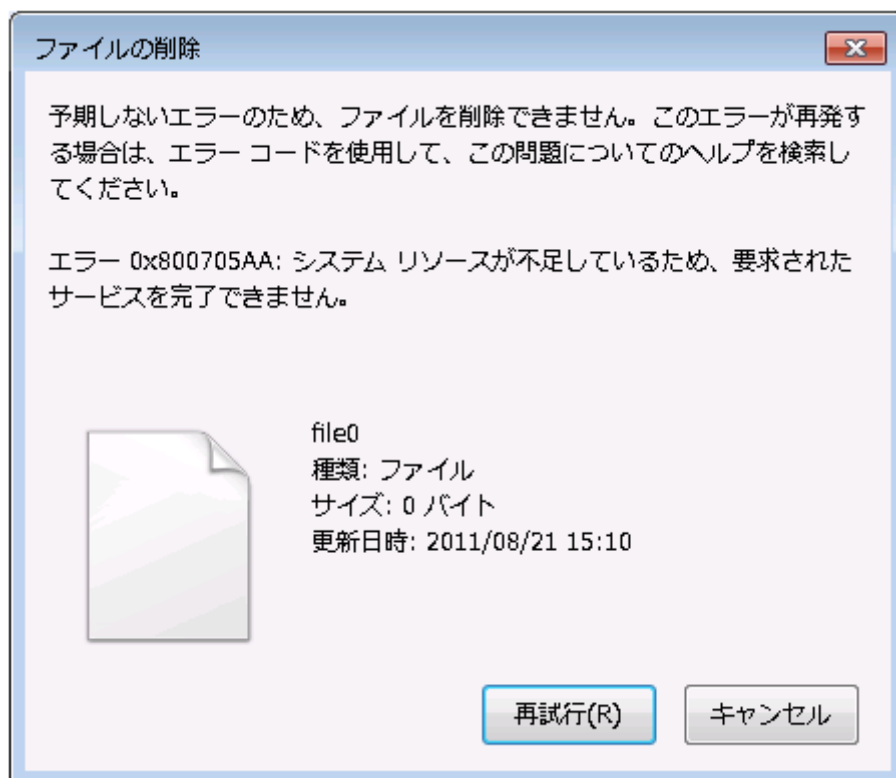 ファイルの削除
予期しないエラーのため、ファイルを削除できません。このエラーが再発す
る場合は、エラー コードを使用して、この問題についてのヘルプを検索し
てください。
エラー 0x800705AA: システム リソースが不足しているため、要求された
サービスを完了できません。
file0
種類: ファイル
サイズ: 0 バイト
更新日時: 2011/08/21 15:10
再試行(R)
キャンセル